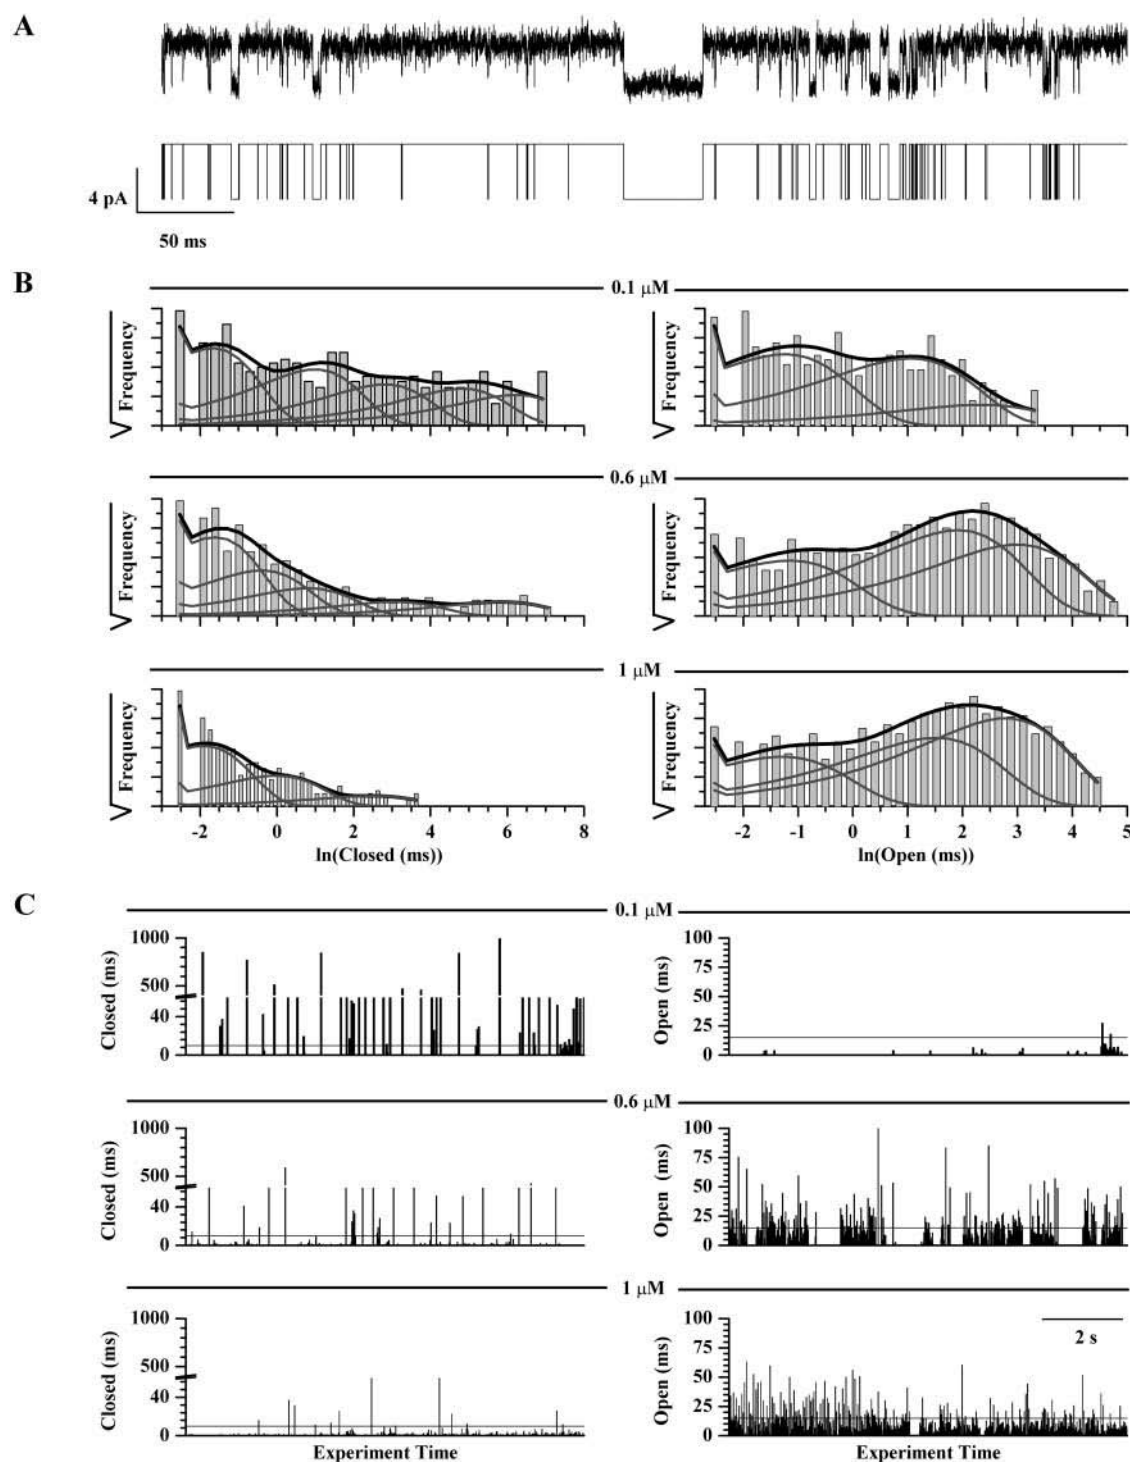 A
4 pA
50 ms
B
0.1 μM
Frequency
Frequency
0.6 μM
Frequency
Frequency
1 μM
Frequency
Frequency
-2 0 2 4 6 8
-2 -1 0 1 2 3 4 5
ln(Closed (ms))
ln(Open (ms))
C
0.1 μM
Closed (ms)
1000
500
40
0
Open (ms)
100
75
50
25
0
0.6 μM
Closed (ms)
1000
500
40
0
Open (ms)
100
75
50
25
0
1 μM
Closed (ms)
1000
500
40
0
Open (ms)
100
75
50
25
0
2 s
Experiment Time
Experiment Time